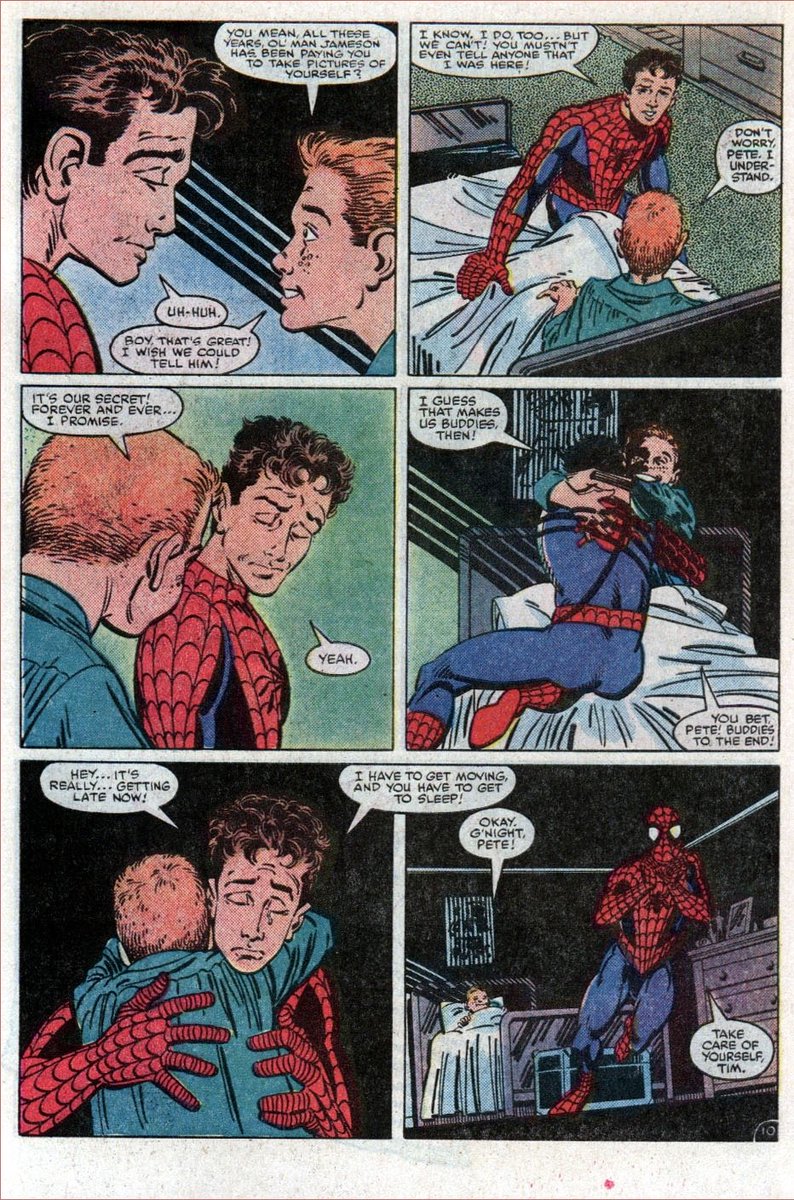 YOU MEAN, ALL THESE
YEARS, OL' MAN JAMESON
HAS BEEN PAYING YOU
TO TAKE PICTURES OF
YOURSELF?
UH-HUH.
BOY, THAT'S GREAT!
I WISH WE COULD
TELL HIM!
I KNOW. I DO, TOO... BUT
WE CAN'T! YOU MUSTN'T
EVEN TELL ANYONE THAT
I WAS HERE!
DON'T
WORRY,
PETE. I
UNDER-
STAND.
IT'S OUR SECRET!
FOREVER AND EVER...
I PROMISE.
YEAH.
I GUESS
THAT MAKES
US BUDDIES,
THEN!
YOU BET,
PETE! BUDDIES
TO THE END!
HEY... IT'S
REALLY... GETTING
LATE NOW!
I HAVE TO GET MOVING,
AND YOU HAVE TO GET
TO SLEEP!
OKAY.
G'NIGHT,
PETE!
TAKE
CARE OF
YOURSELF,
TIM.
10